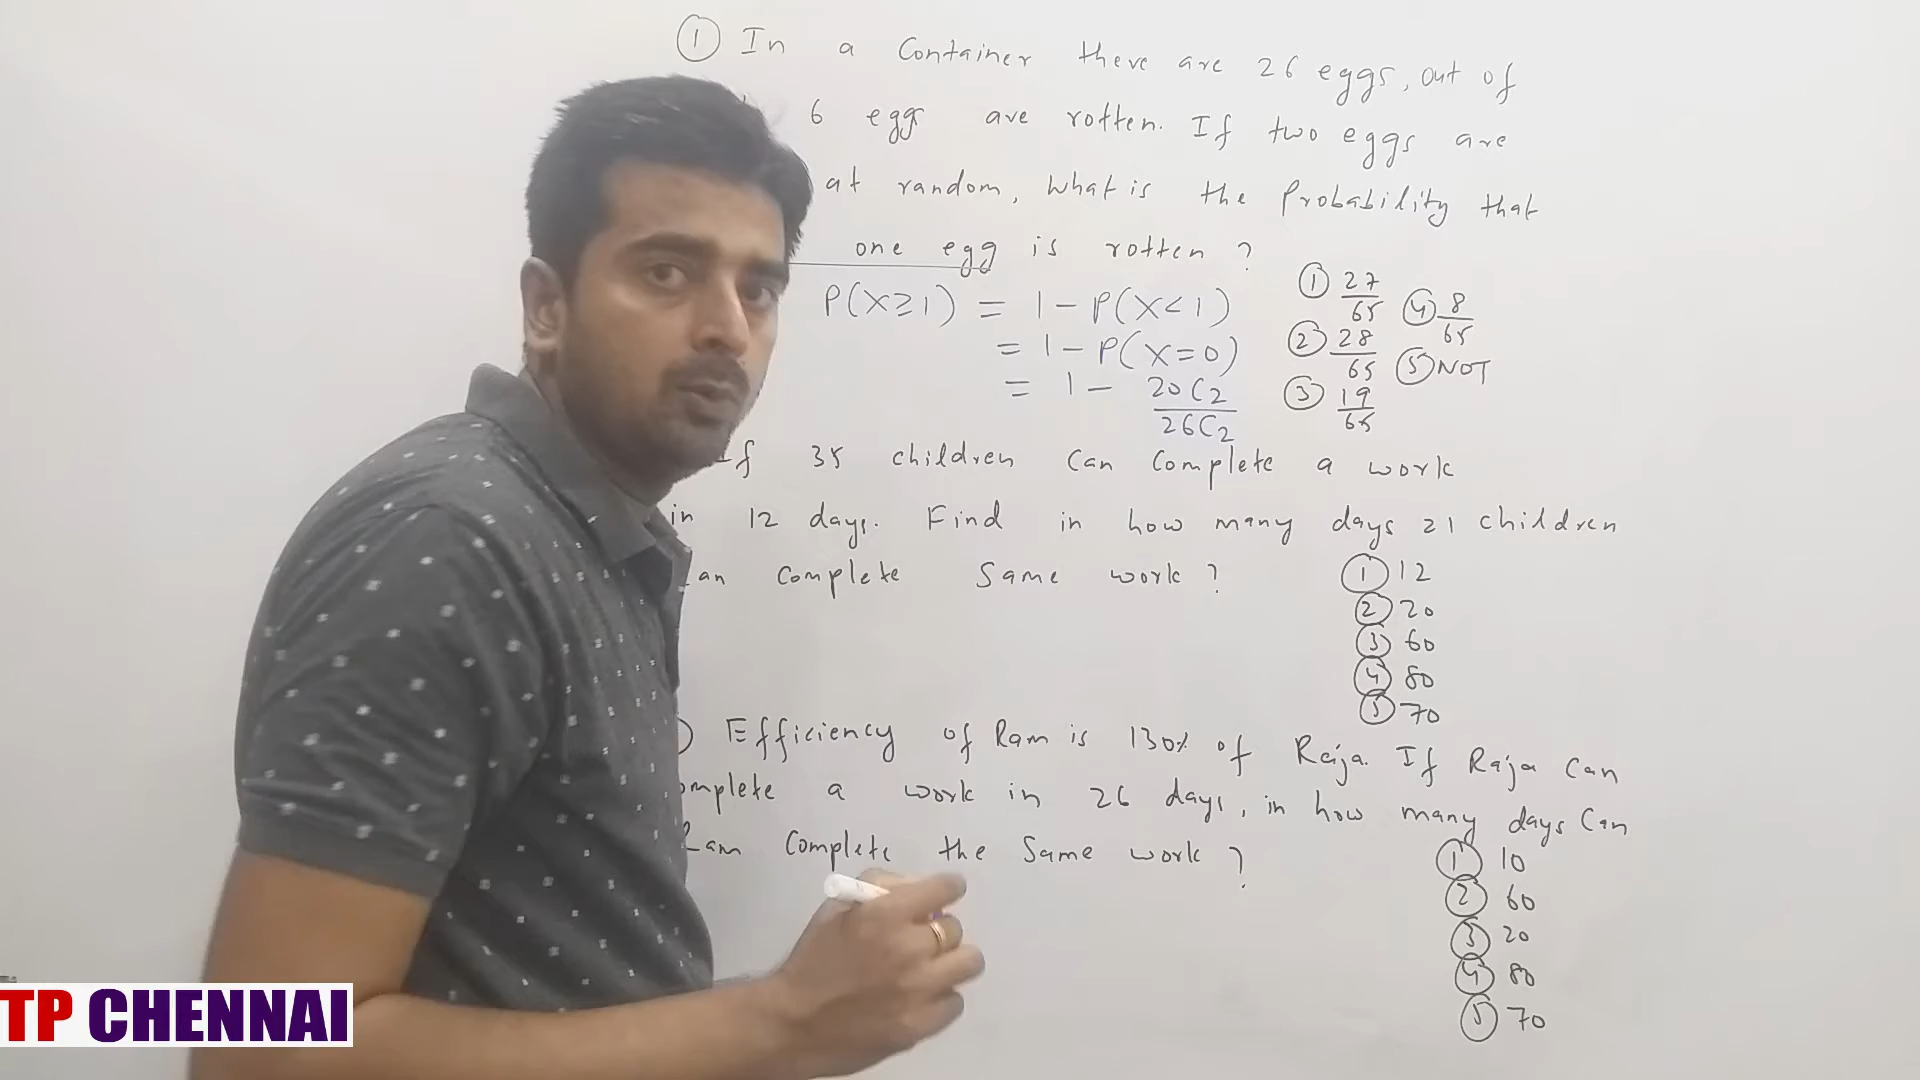 ① In a Container there are 26 eggs, out of
6 eggs are rotten. If two eggs are
at random, What is the Probability that
one egg is rotten?
P(X≥1) = 1 - P(X<1)
= 1 - P(X=0)
= 1 - 20C2/26C2
① 27/65
② 28/65
③ 19/65
④ 8/65
⑤ NOT
If 35 children Can Complete a work
in 12 days. Find in how many days 21 children
an Complete Same work?
① 12
② 20
③ 60
④ 80
⑤ 70
) Efficiency of Ram is 130% of Raja. If Raja Can
omplete a work in 26 days, in how many days Can
Ram Complete the Same work?
① 10
② 60
③ 20
④ 80
⑤ 70
TP CHENNAI